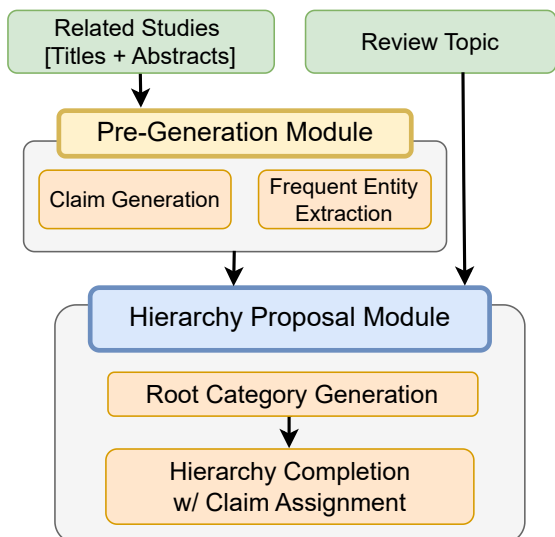 Related Studies
[Titles + Abstracts]
Review Topic
Pre-Generation Module
Claim Generation
Frequent Entity
Extraction
Hierarchy Proposal Module
Root Category Generation
Hierarchy Completion
w/ Claim Assignment